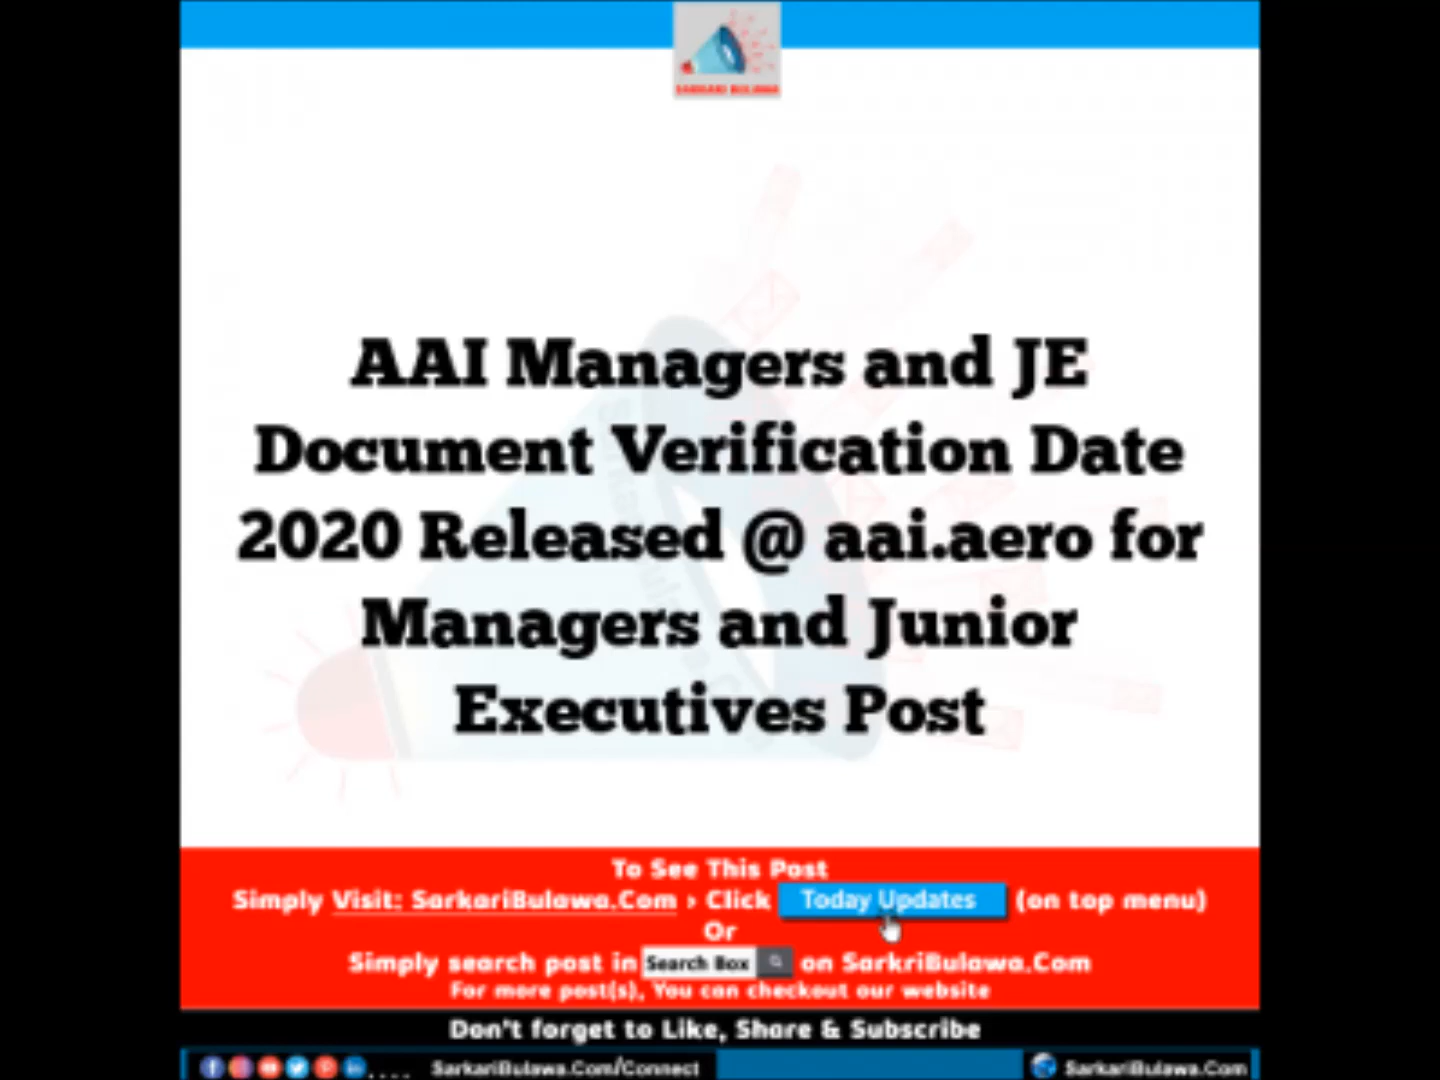 SARKARI BULAWA
AAI Managers and JE
Document Verification Date
2020 Released @ aai.aero for
Managers and Junior
Executives Post
To See This Post
Simply Visit: SarkariBulawa.Com › Click Today Updates (on top menu)
Or
Simply search post in Search Box on SarkriBulawa.Com
For more post(s), You can checkout our website
Don't forget to Like, Share & Subscribe
.... SarkariBulawa.Com/Connect SarkariBulawa.Com